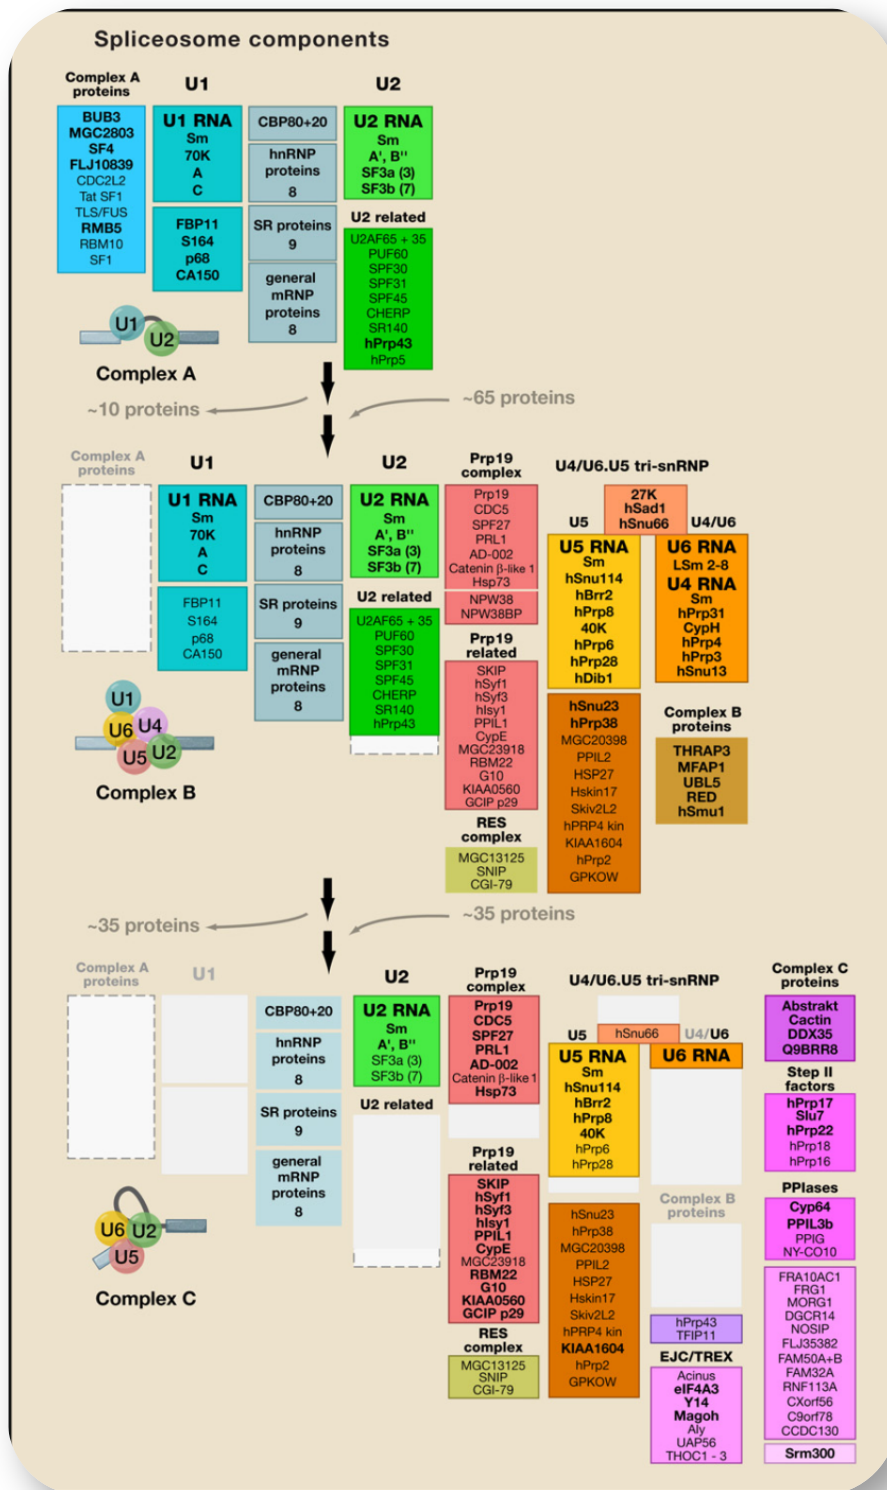 Spliceosome components
Complex A
proteins
BUB3
MGC2803
SF4
FLJ10839
CDC2L2
Tat SF1
TLS/FUS
RMB5
RBM10
SF1
U1
U1 RNA
Sm
70K
A
C
FBP11
S164
p68
CA150
CBP80+20
hnRNP
proteins
8
SR proteins
9
general
mRNP
proteins
8
U2
U2 RNA
Sm
A', B''
SF3a (3)
SF3b (7)
U2 related
U2AF65 + 35
PUF60
SPF30
SPF31
SPF45
CHERP
SR140
hPrp43
hPrp5
U1
U2
Complex A
~10 proteins
~65 proteins
Complex A
proteins
U1
U1 RNA
Sm
70K
A
C
FBP11
S164
p68
CA150
CBP80+20
hnRNP
proteins
8
SR proteins
9
general
mRNP
proteins
8
U2
U2 RNA
Sm
A', B''
SF3a (3)
SF3b (7)
U2 related
U2AF65 + 35
PUF60
SPF30
SPF31
SPF45
CHERP
SR140
hPrp43
Prp19
complex
Prp19
CDC5
SPF27
PRL1
AD-002
Catenin β-like 1
Hsp73
NPW38
NPW38BP
Prp19
related
SKIP
hSyf1
hSyf3
hIsy1
PPIL1
CypE
MGC23918
RBM22
G10
KIAA0560
GCIP p29
RES
complex
MGC13125
SNIP
CGI-79
U4/U6.U5 tri-snRNP
27K
hSad1
hSnu66
U5
U5 RNA
Sm
hSnu114
hBrr2
hPrp8
40K
hPrp6
hPrp28
hDib1
hSnu23
hPrp38
MGC20398
PPIL2
HSP27
Hskin17
Skiv2L2
hPRP4 kin
KIAA1604
hPrp2
GPKOW
U4/U6
U6 RNA
LSm 2-8
U4 RNA
Sm
hPrp31
CypH
hPrp4
hPrp3
hSnu13
Complex B
proteins
THRAP3
MFAP1
UBL5
RED
hSmu1
U1
U6
U4
U5
U2
Complex B
~35 proteins
~35 proteins
Complex A
proteins
U1
CBP80+20
hnRNP
proteins
8
SR proteins
9
general
mRNP
proteins
8
U2
U2 RNA
Sm
A', B''
SF3a (3)
SF3b (7)
U2 related
Prp19
complex
Prp19
CDC5
SPF27
PRL1
AD-002
Catenin β-like 1
Hsp73
Prp19
related
SKIP
hSyf1
hSyf3
hIsy1
PPIL1
CypE
MGC23918
RBM22
G10
KIAA0560
GCIP p29
RES
complex
MGC13125
SNIP
CGI-79
U4/U6.U5 tri-snRNP
hSnu66
U5
U5 RNA
Sm
hSnu114
hBrr2
hPrp8
40K
hPrp6
hPrp28
hSnu23
hPrp38
MGC20398
PPIL2
HSP27
Hskin17
Skiv2L2
hPRP4 kin
KIAA1604
hPrp2
GPKOW
U4/U6
U6 RNA
Complex B
proteins
hPrp43
TFIP11
EJC/TREX
Acinus
eIF4A3
Y14
Magoh
Aly
UAP56
THOC1 - 3
Complex C
proteins
Abstrakt
Cactin
DDX35
Q9BRR8
Step II
factors
hPrp17
Slu7
hPrp22
hPrp18
hPrp16
PPIases
Cyp64
PPIL3b
PPIG
NY-CO10
FRA10AC1
FRG1
MORG1
DGCR14
NOSIP
FLJ35382
FAM50A+B
FAM32A
RNF113A
CXorf56
C9orf78
CCDC130
Srm300
U6
U2
U5
Complex C